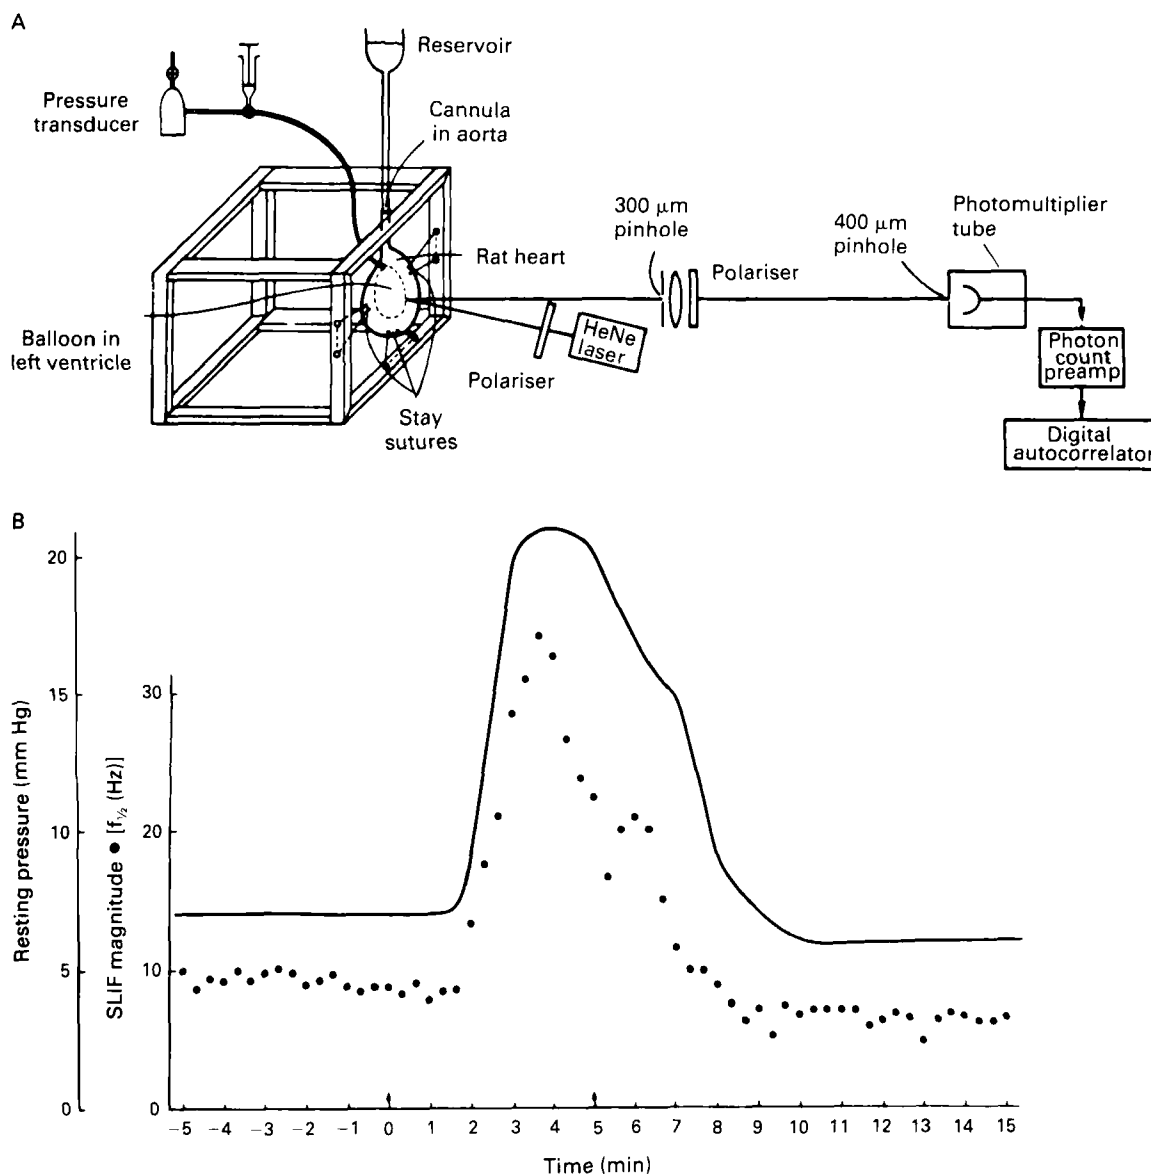 A
Reservoir
Pressure
transducer
Cannula
in aorta
300 μm
pinhole
400 μm
pinhole
Photomultiplier
tube
Rat heart
Polariser
Balloon in
left ventricle
HeNe
laser
Polariser
Photon
count
preamp
Stay
sutures
Digital
autocorrelator
B
Resting pressure (mm Hg)
20
15
10
5
0
SLIF magnitude ● [f½ (Hz)]
30
20
10
0
−5 −4 −3 −2 −1 0 1 2 3 4 5 6 7 8 9 10 11 12 13 14 15
Time (min)